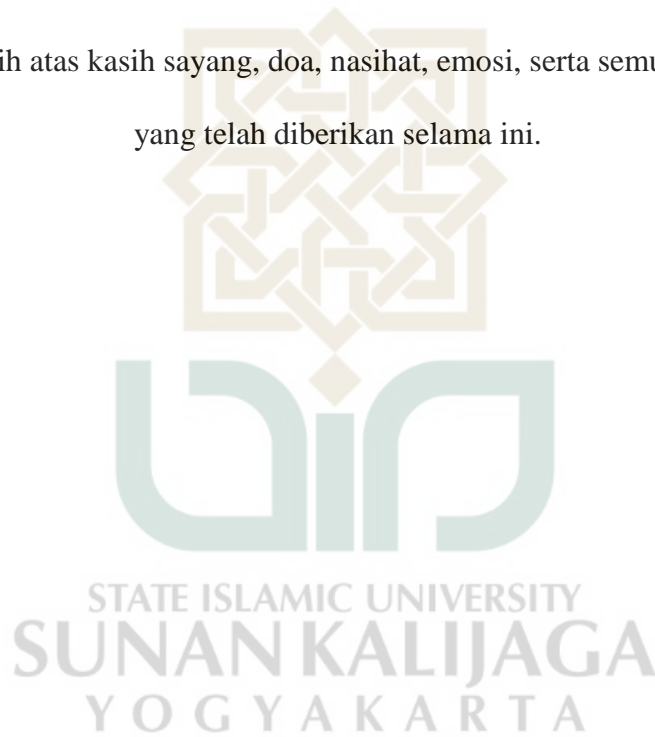 ih atas kasih sayang, doa, nasihat, emosi, serta semu
yang telah diberikan selama ini.
STATE ISLAMIC UNIVERSITY
SUNAN KALIJAGA
YOGYAKARTA